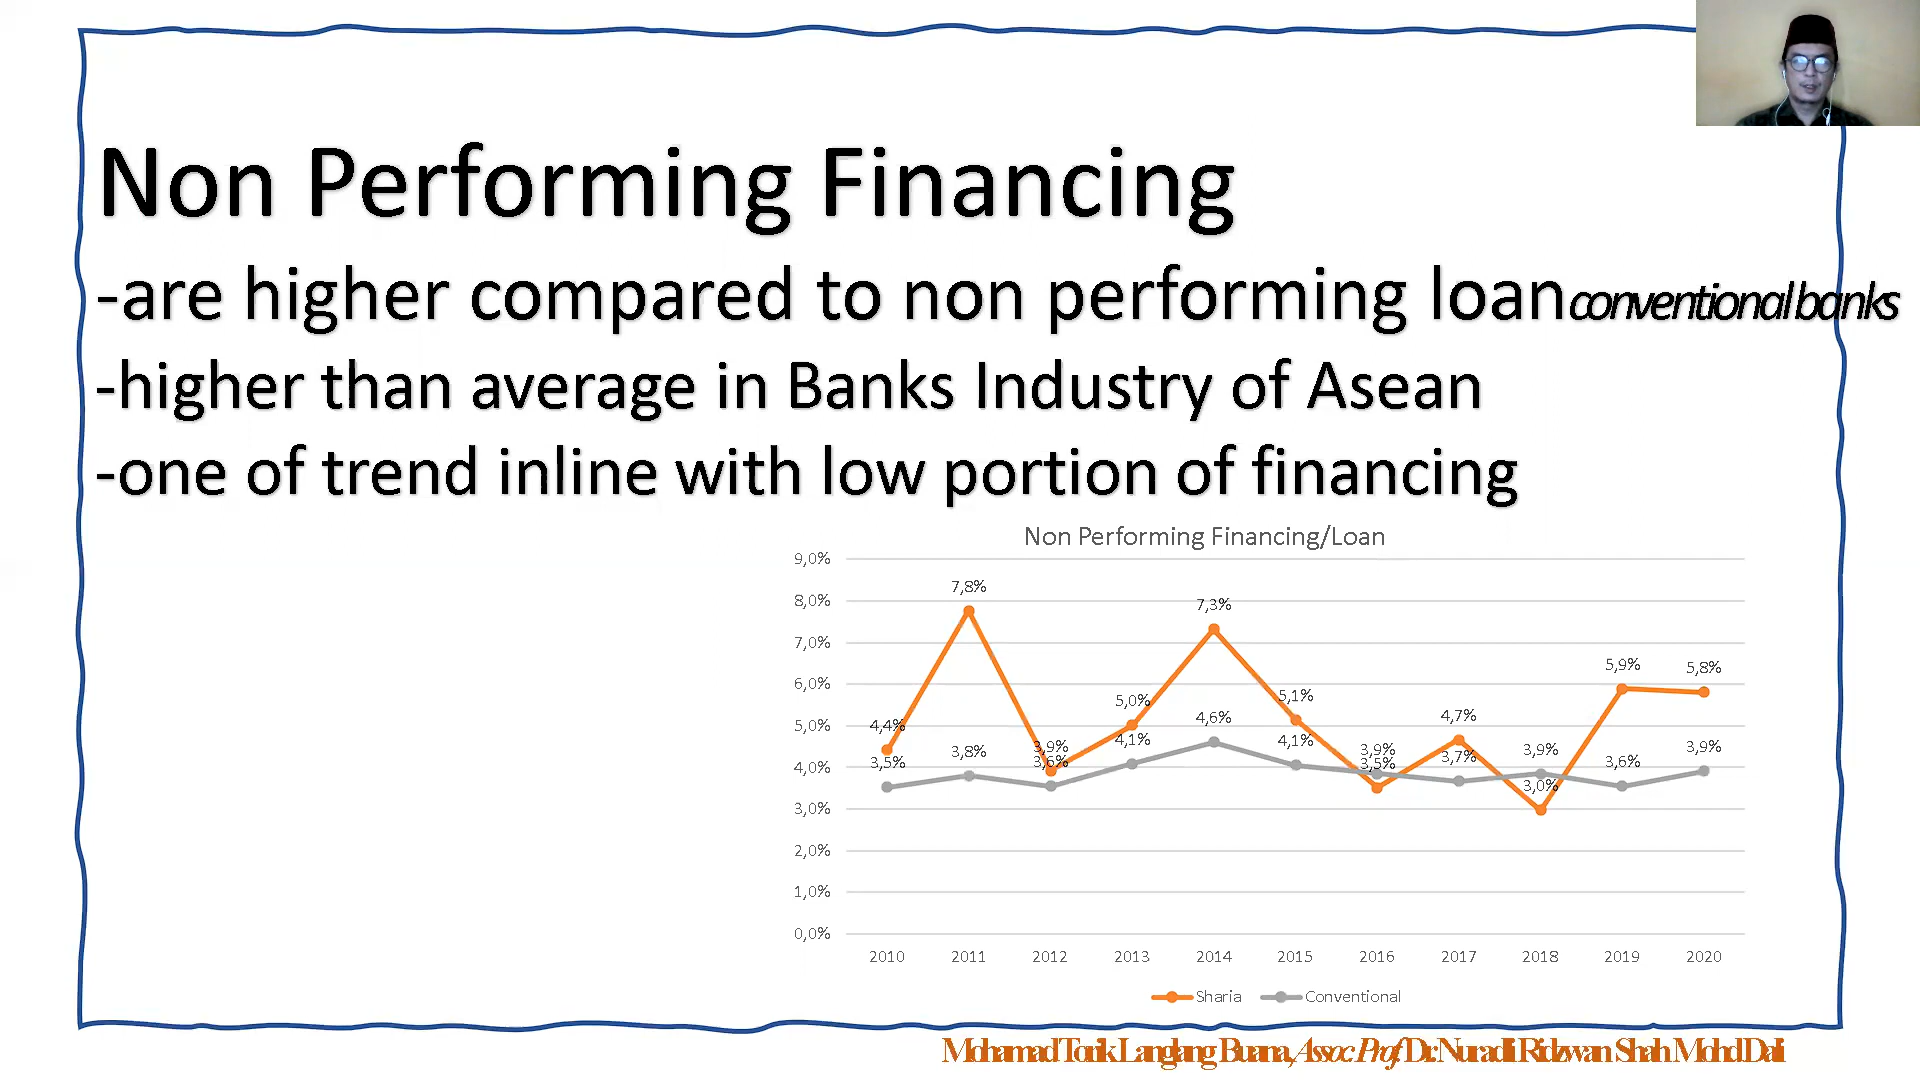 Non Performing Financing
-are higher compared to non performing loan conventional banks
-higher than average in Banks Industry of Asean
-one of trend inline with low portion of financing
Non Performing Financing/Loan
9,0%
8,0%
7,0%
6,0%
5,0%
4,0%
3,0%
2,0%
1,0%
0,0%
4,4% 7,8% 3,9% 5,0% 7,3% 5,1% 3,5% 4,7% 3,0% 5,9% 5,8%
3,5% 3,8% 3,6% 4,1% 4,6% 4,1% 3,9% 3,7% 3,9% 3,6% 3,9%
2010 2011 2012 2013 2014 2015 2016 2017 2018 2019 2020
Sharia Conventional
Mohamad Torik Langlang Buana, Assoc. Prof. Dr. Nuradli Ridzwan Shah Mohd Dali